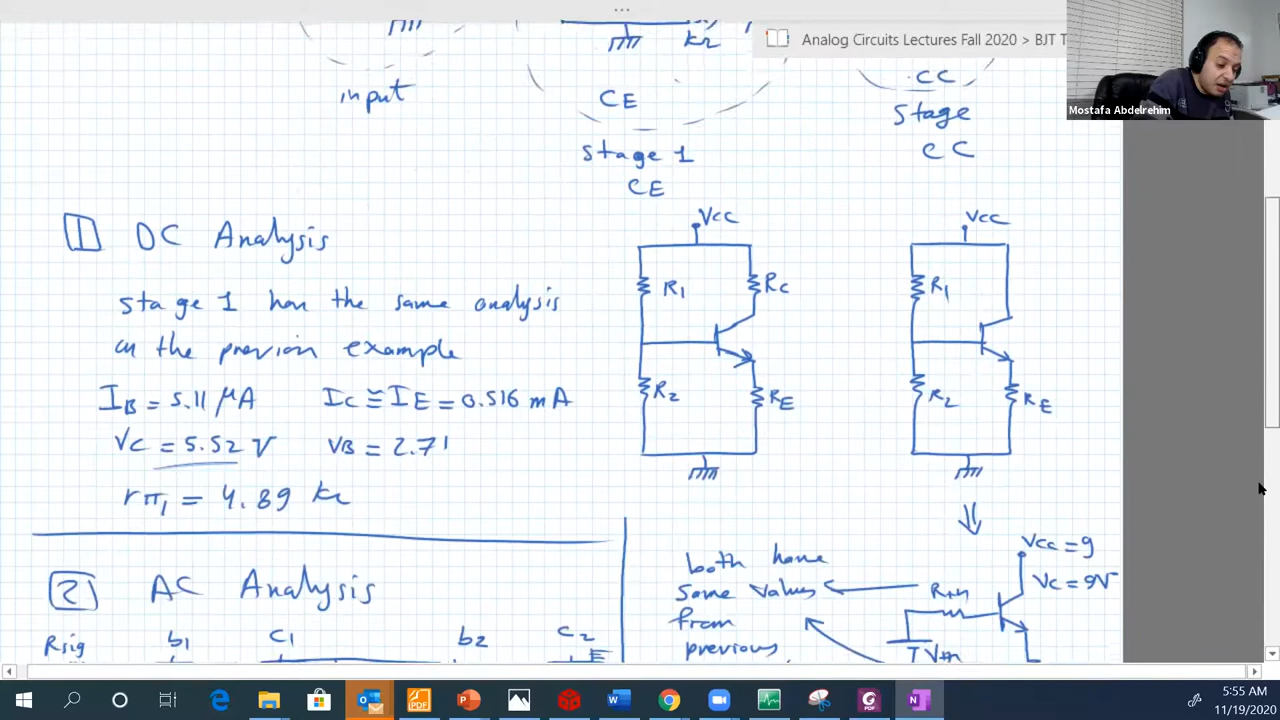 Analog Circuits Lectures Fall 2020 > BJT T
Mostafa Abdelrehim
input
CE
stage 1
CE
CC
stage
CC
1 DC Analysis
stage 1 has the same analysis
as the previous example
IB = 5.11 μA IC ≅ IE = 0.516 mA
VC = 5.52 V VB = 2.71
rπ1 = 4.89 kΩ
VCC
R1
RC
R2
RE
VCC
R1
R2
RE
2 AC Analysis
Rsig b1 C1 b2 C2
E
both have
same values
from
previous
Rth
Vth
VCC = 9
VC = 9V
5:55 AM
11/19/2020